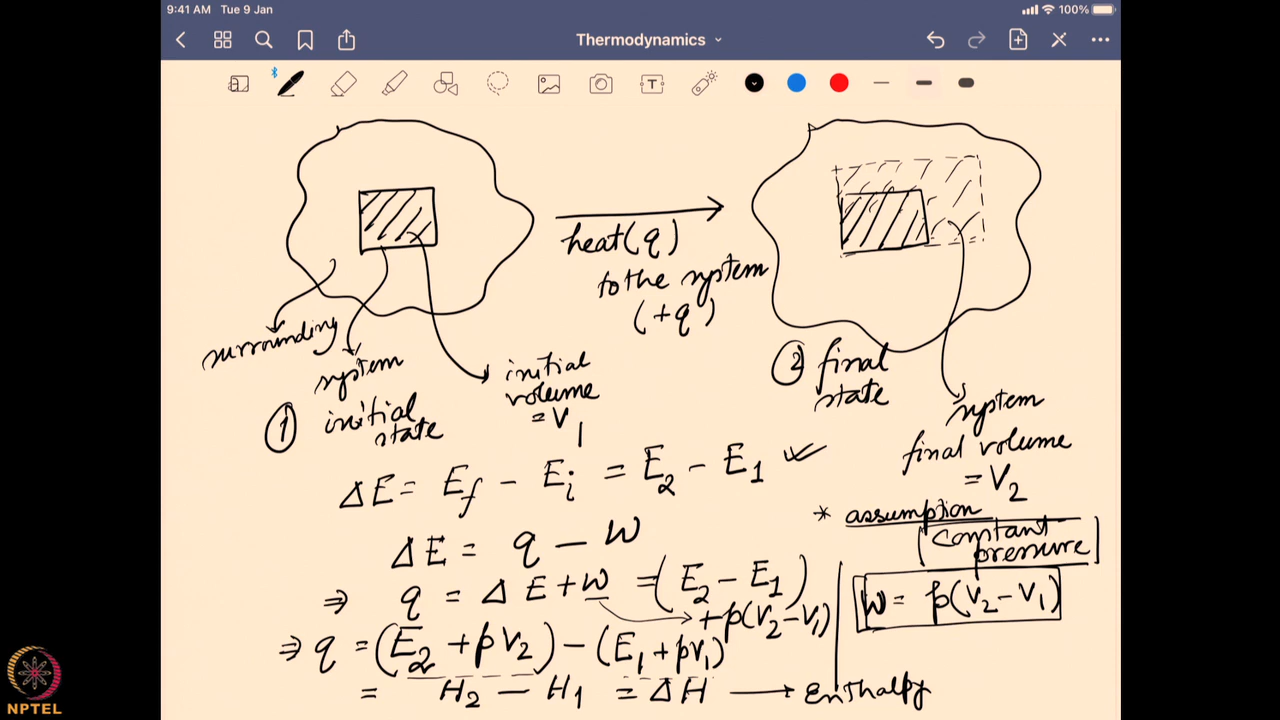 9:41 AM Tue 9 Jan
100%
Thermodynamics
T
heat(q)
to the system
(+q)
surrounding
system
① initial
state
initial
volume
= V1
② final
state
system
final volume
= V2
ΔE = Ef - Ei = E2 - E1
* assumption
[constant
pressure]
ΔE = q - W
W = p(V2 - V1)
⇒ q = ΔE + w = (E2 - E1)
+ p(V2 - V1)
⇒ q = (E2 + pV2) - (E1 + pV1)
= H2 - H1 = ΔH → Enthalpy
NPTEL